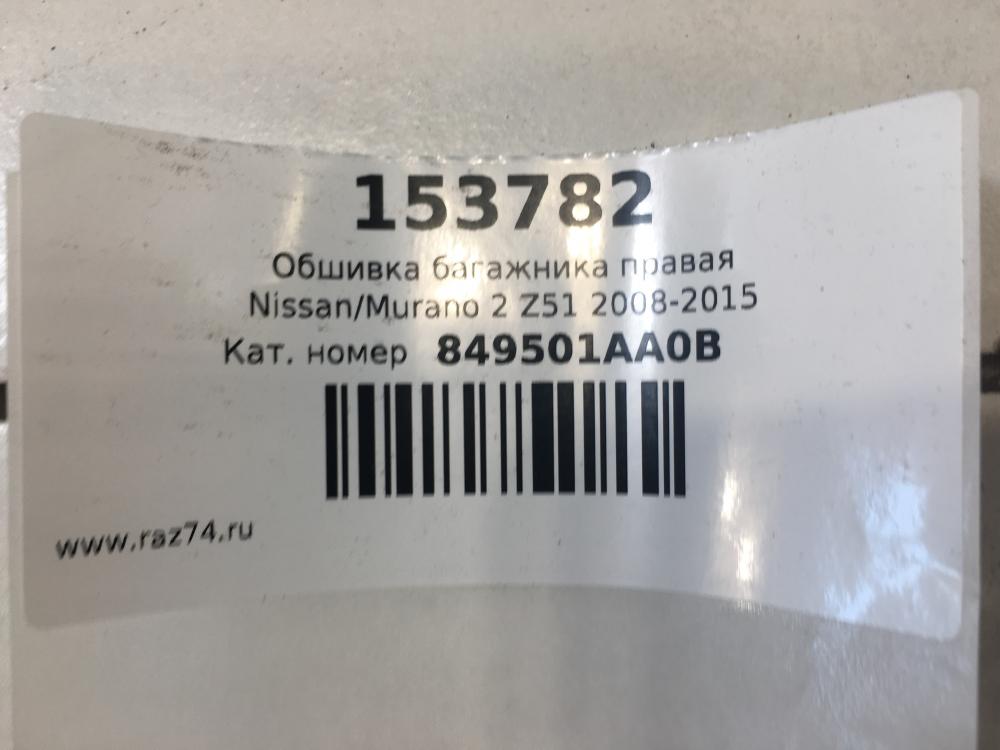 153782
Обшивка багажника правая
Nissan/Murano 2 Z51 2008-2015
Кат. номер 849501AA0B
www.raz74.ru